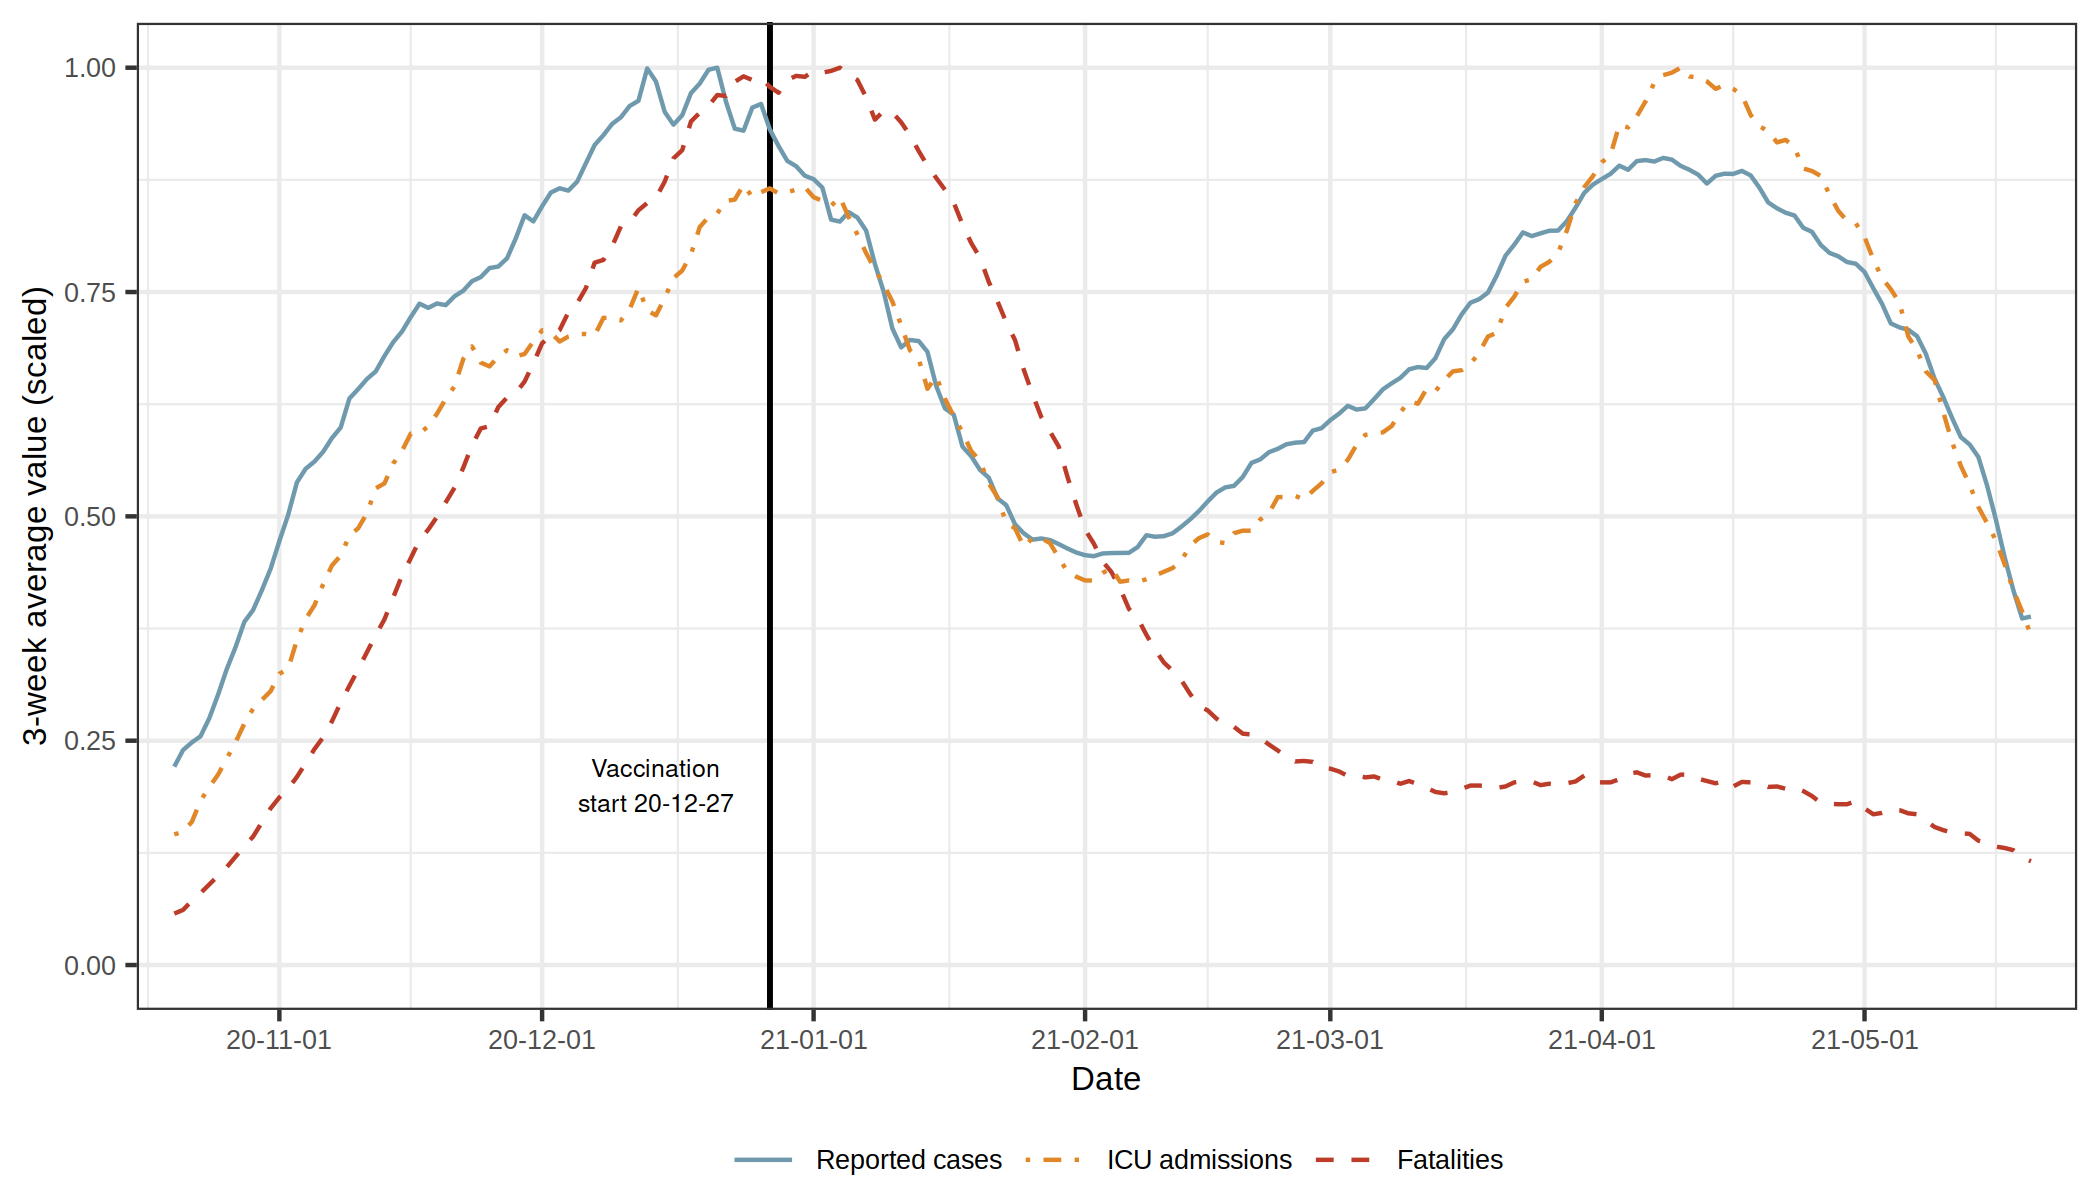 3-week average value (scaled)
1.00
0.75
0.50
0.25
0.00
Vaccination
start 20-12-27
20-11-01 20-12-01 21-01-01 21-02-01 21-03-01 21-04-01 21-05-01
Date
Reported cases ICU admissions Fatalities